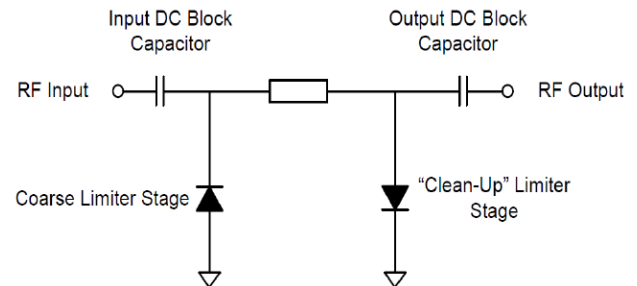 Input DC Block
Capacitor
Output DC Block
Capacitor
RF Input
RF Output
Coarse Limiter Stage
“Clean-Up” Limiter
Stage